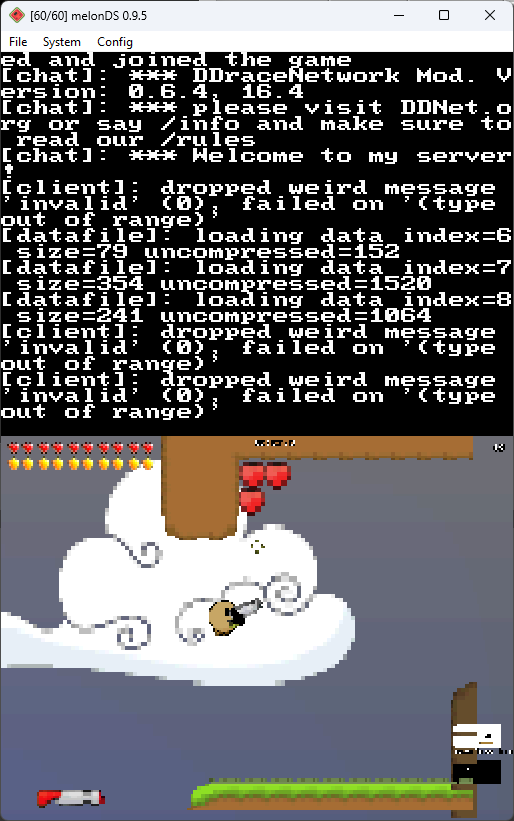 [60/60] melonDS 0.9.5
File System Config
ed and joined the game
[chat]: *** DDraceNetwork Mod. V
ersion: 0.6.4, 16.4
[chat]: *** please visit DDNet.o
rg or say /info and make sure to
 read our /rules
[chat]: *** Welcome to my server
!
[client]: dropped weird message
'invalid' (0), failed on '(type
out of range)'
[datafile]: loading data index=6
 size=79 uncompressed=152
[datafile]: loading data index=7
 size=354 uncompressed=1520
[datafile]: loading data index=8
 size=241 uncompressed=1064
[client]: dropped weird message
'invalid' (0), failed on '(type
out of range)'
[client]: dropped weird message
'invalid' (0), failed on '(type
out of range)'